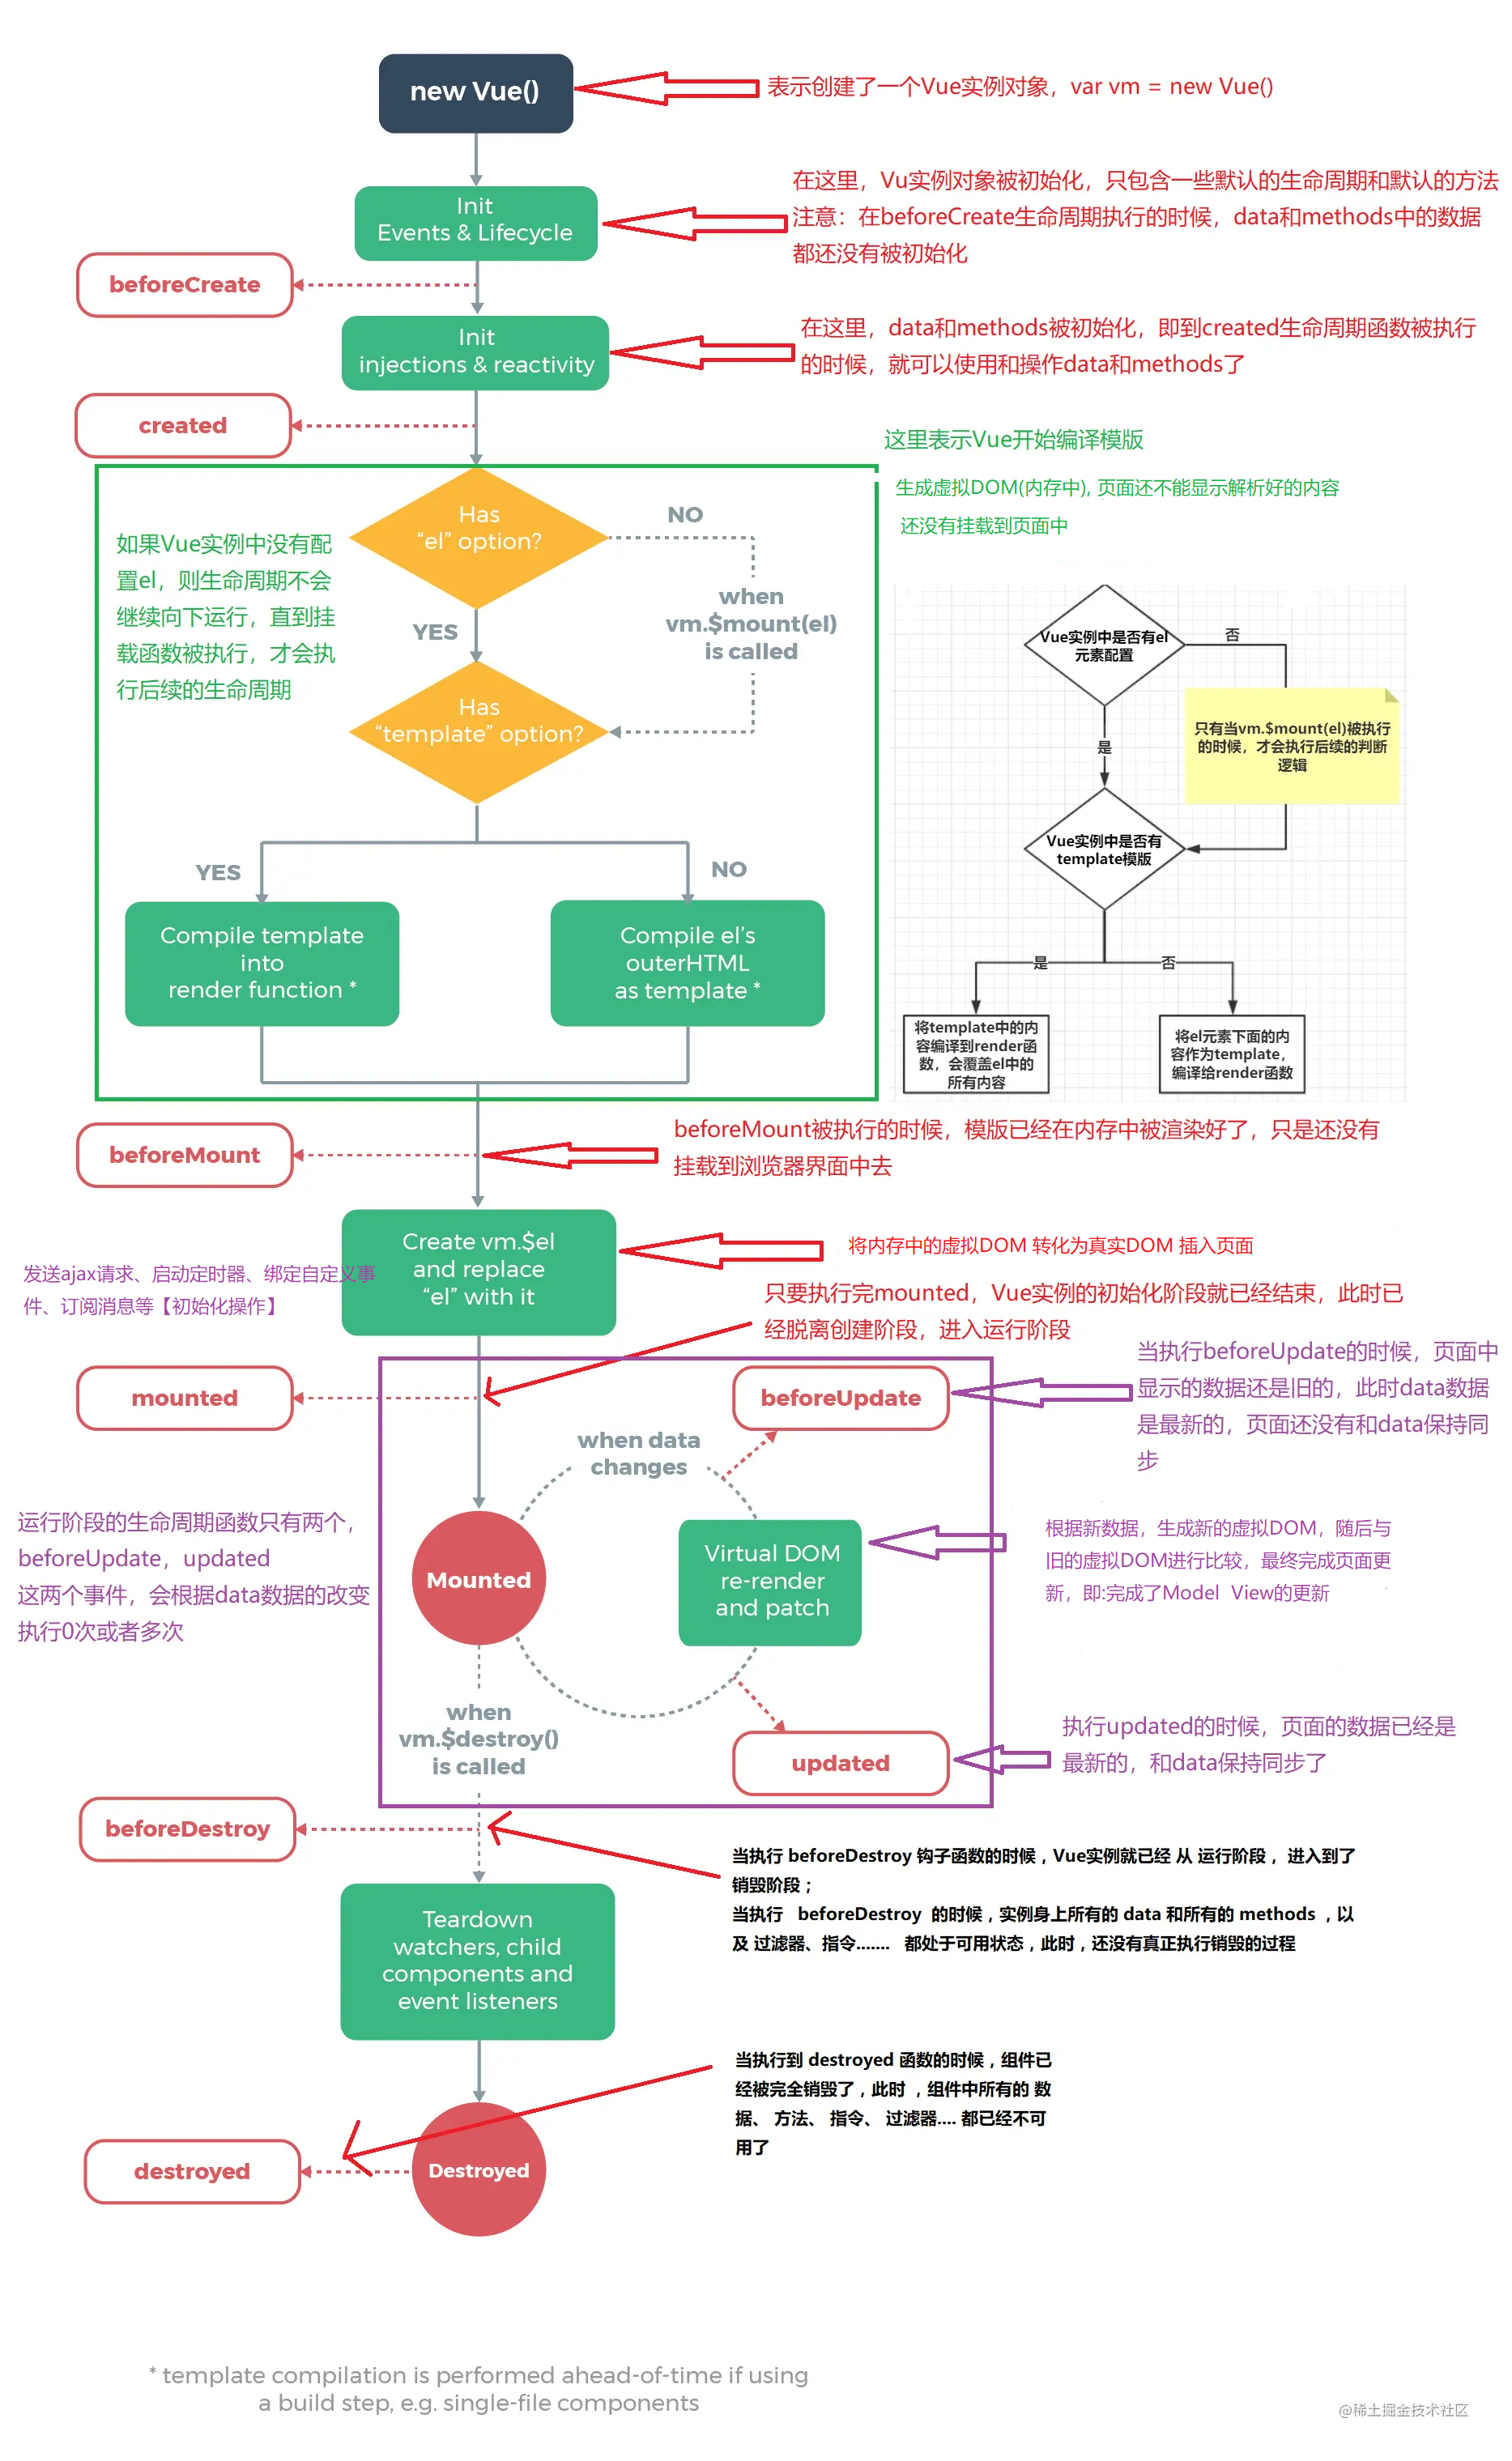 new Vue()
表示创建了一个Vue实例对象，var vm = new Vue()
Init
Events & Lifecycle
在这里，Vu实例对象被初始化，只包含一些默认的生命周期和默认的方法
注意：在beforeCreate生命周期执行的时候，data和methods中的数据
都还没有被初始化
beforeCreate
Init
injections & reactivity
在这里，data和methods被初始化，即到created生命周期函数被执行
的时候，就可以使用和操作data和methods了
created
这里表示Vue开始编译模版
生成虚拟DOM(内存中), 页面还不能显示解析好的内容
还没有挂载到页面中
如果Vue实例中没有配
置el，则生命周期不会
继续向下运行，直到挂
载函数被执行，才会执
行后续的生命周期
Has
“el” option?
NO
YES
when
vm.$mount(el)
is called
Has
“template” option?
YES
NO
Compile template
into
render function *
Compile el’s
outerHTML
as template *
Vue实例中是否有el
元素配置
否
是
只有当vm.$mount(el)被执行
的时候，才会执行后续的判断
逻辑
Vue实例中是否有
template模版
是
否
将template中的内
容编译到render函
数，会覆盖el中的
所有内容
将el元素下面的内
容作为template，
编译给render函数
beforeMount
beforeMount被执行的时候，模版已经在内存中被渲染好了，只是还没有
挂载到浏览器界面中去
Create vm.$el
and replace
“el” with it
将内存中的虚拟DOM 转化为真实DOM 插入页面
发送ajax请求、启动定时器、绑定自定义事
件、订阅消息等【初始化操作】
只要执行完mounted，Vue实例的初始化阶段就已经结束，此时已
经脱离创建阶段，进入运行阶段
mounted
beforeUpdate
当执行beforeUpdate的时候，页面中
显示的数据还是旧的，此时data数据
是最新的，页面还没有和data保持同
步
when data
changes
运行阶段的生命周期函数只有两个，
beforeUpdate，updated
这两个事件，会根据data数据的改变
执行0次或者多次
Mounted
Virtual DOM
re-render
and patch
根据新数据，生成新的虚拟DOM，随后与
旧的虚拟DOM进行比较，最终完成页面更
新，即:完成了Model View的更新
when
vm.$destroy()
is called
updated
执行updated的时候，页面的数据已经是
最新的，和data保持同步了
beforeDestroy
当执行 beforeDestroy 钩子函数的时候，Vue实例就已经 从 运行阶段， 进入到了
销毁阶段；
当执行 beforeDestroy 的时候，实例身上所有的 data 和所有的 methods ，以
及 过滤器、指令....... 都处于可用状态，此时，还没有真正执行销毁的过程
Teardown
watchers, child
components and
event listeners
当执行到 destroyed 函数的时候，组件已
经被完全销毁了，此时 ，组件中所有的 数
据、 方法、 指令、 过滤器.... 都已经不可
用了
destroyed
Destroyed
* template compilation is performed ahead-of-time if using
a build step, e.g. single-file components
@稀土掘金技术社区